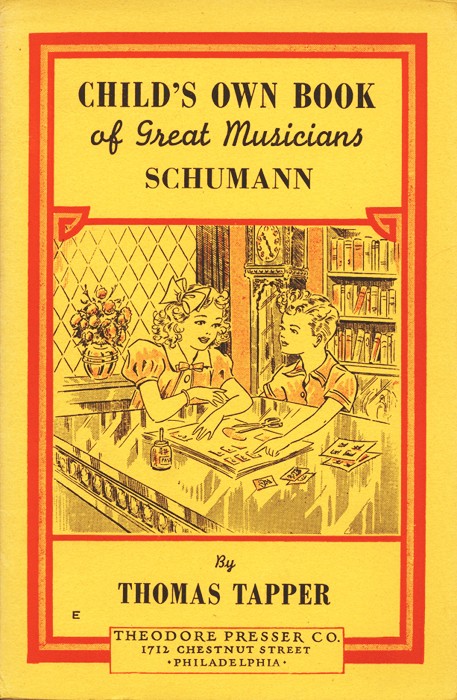 CHILD'S OWN BOOK
of Great Musicians
SCHUMANN
By
THOMAS TAPPER
E
THEODORE PRESSER CO.
1712 CHESTNUT STREET
·PHILADELPHIA·